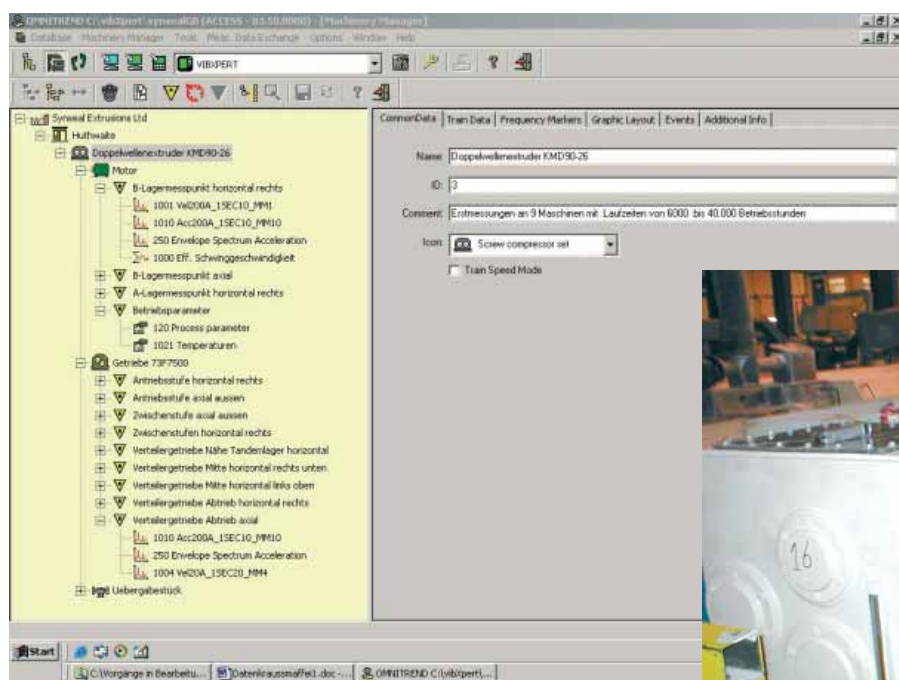 OMNITREND C:\vibXpert\ synsealGB (ACCESS - [Machinery Manager]
Database Machinery Manager Tools Meas. Data Exchange Options Window Help
VIBXPERT
Synseal Extrusions Ltd
Huthwaite
Doppelwellenextruder KMD90-26
Motor
B-Lagermesspunkt horizontal rechts
1001 Vel200A_1SEC10_MM1
1010 Acc200A_1SEC10_MM10
250 Envelope Spectrum Acceleration
1000 Eff. Schwinggeschwindigkeit
B-Lagermesspunkt axial
A-Lagermesspunkt horizontal rechts
Betriebsparameter
120 Process parameter
1021 Temperaturen
Getriebe 73F7500
Antriebsstufe horizontal rechts
Antriebsstufe axial aussen
Zwischenstufe axial aussen
Zwischenstufen horizontal rechts
Verteilergetriebe Nähe Tandemlager horizontal
Verteilergetriebe Mitte horizontal rechts unten
Verteilergetriebe Mitte horizontal links oben
Verteilergetriebe Abtrieb horizontal rechts
Verteilergetriebe Abtrieb axial
1010 Acc200A_1SEC10_MM10
250 Envelope Spectrum Acceleration
1004 Vel20A_1SEC20_MM4
Uebergabestück
CommonData Train Data Frequency Markers Graphic Layout Events Additional Info
Name: Doppelwellenextruder KMD90-26
ID: 3
Comment: Erstmessungen an 9 Maschinen mit Laufzeiten von 6000 bis 40.000 Betriebsstunden
Icon: Screw compressor set
Train Speed Mode
16
Start
C:\Vorgänge in Bearbeitu... Datenkraussmaffei1.doc -... OMNITREND C:\vibXpert\...